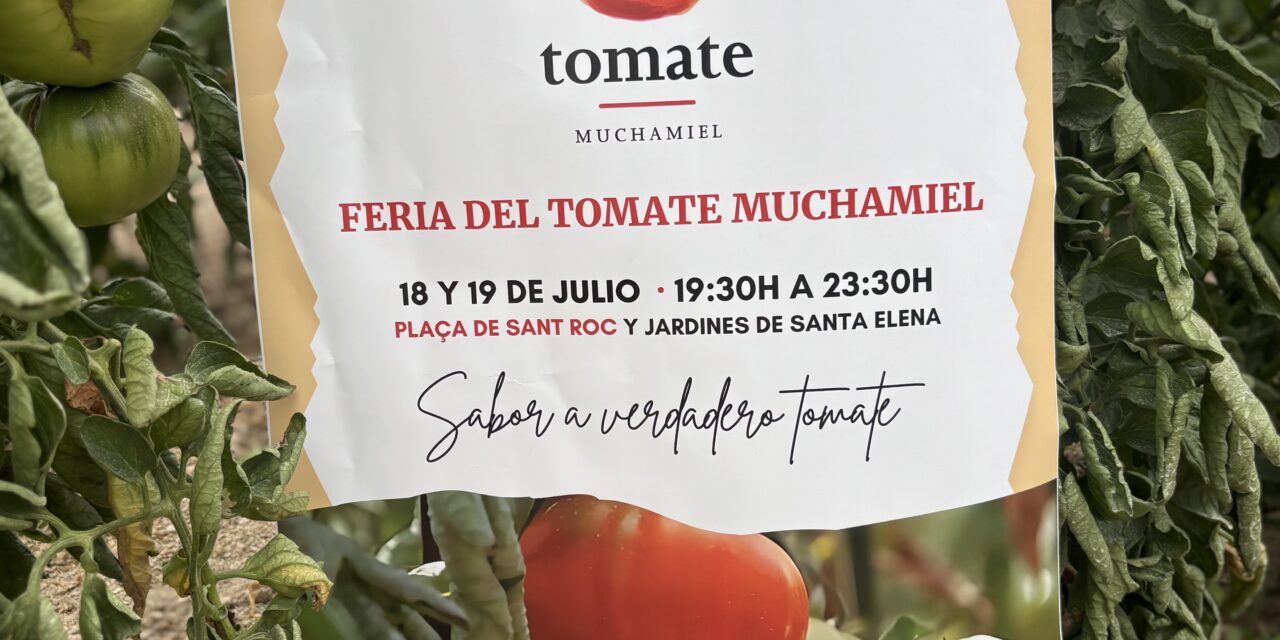 tomate
MUCHAMIEL
FERIA DEL TOMATE MUCHAMIEL
18 Y 19 DE JULIO • 19:30H A 23:30H
PLAÇA DE SANT ROC Y JARDINES DE SANTA ELENA
Sabor a verdadero tomate